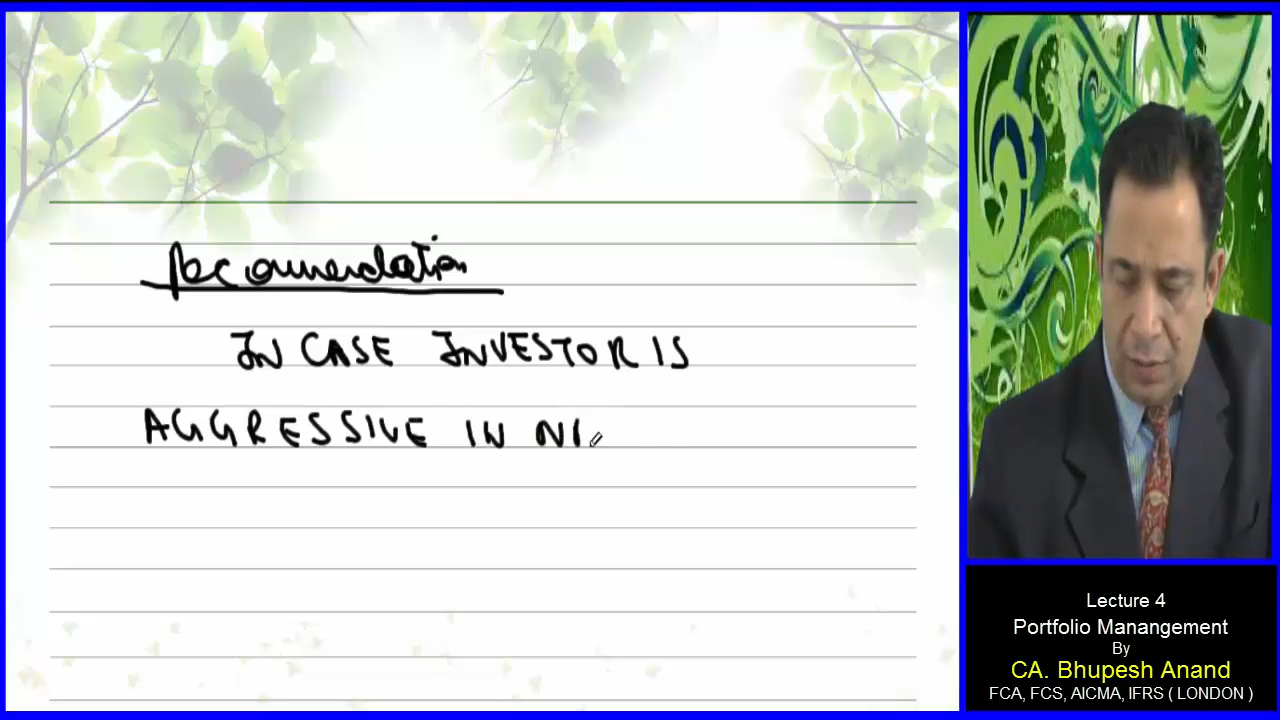 Recommendation
IN CASE INVESTOR IS
AGGRESSIVE IN
Lecture 4
Portfolio Manangement
By
CA. Bhupesh Anand
FCA, FCS, AICMA, IFRS ( LONDON )